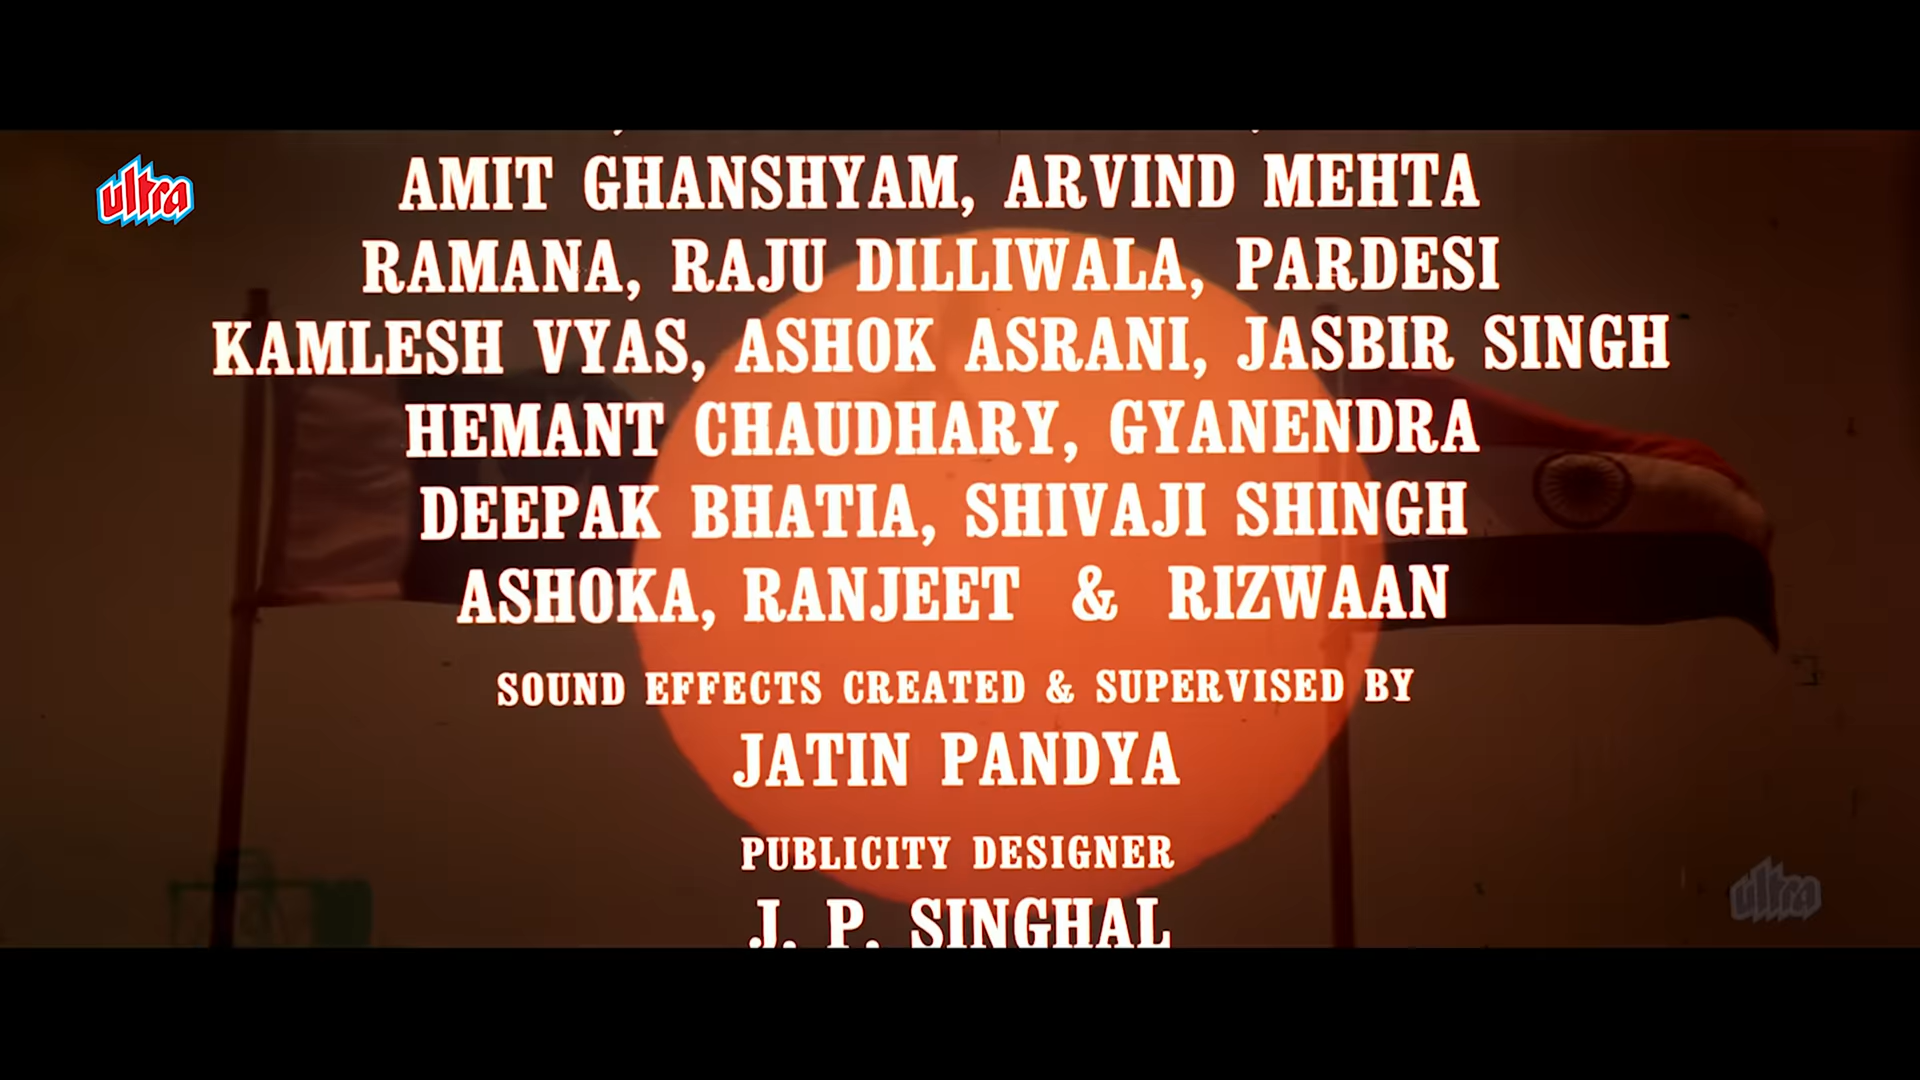 ultra
AMIT GHANSHYAM, ARVIND MEHTA
RAMANA, RAJU DILLIWALA, PARDESI
KAMLESH VYAS, ASHOK ASRANI, JASBIR SINGH
HEMANT CHAUDHARY, GYANENDRA
DEEPAK BHATIA, SHIVAJI SHINGH
ASHOKA, RANJEET & RIZWAAN
SOUND EFFECTS CREATED & SUPERVISED BY
JATIN PANDYA
PUBLICITY DESIGNER
J. P. SINGHAL
ultra